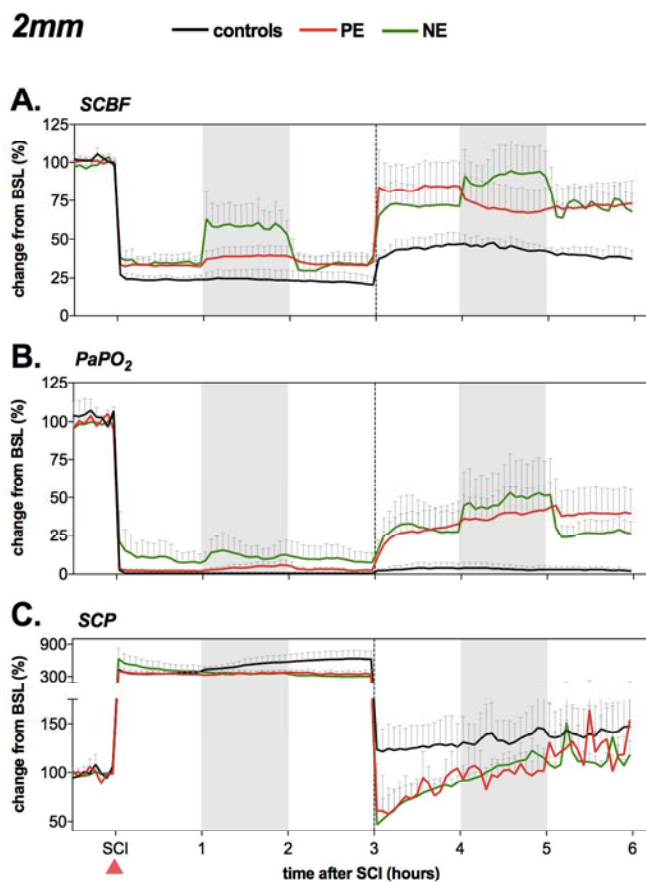 2mm
controls PE NE
A. SCBF
change from BSL (%)
125
100
75
50
25
0
B. PaPO2
change from BSL (%)
125
100
75
50
25
0
C. SCP
change from BSL (%)
900
300
150
100
50
SCI 1 2 3 4 5 6
time after SCI (hours)